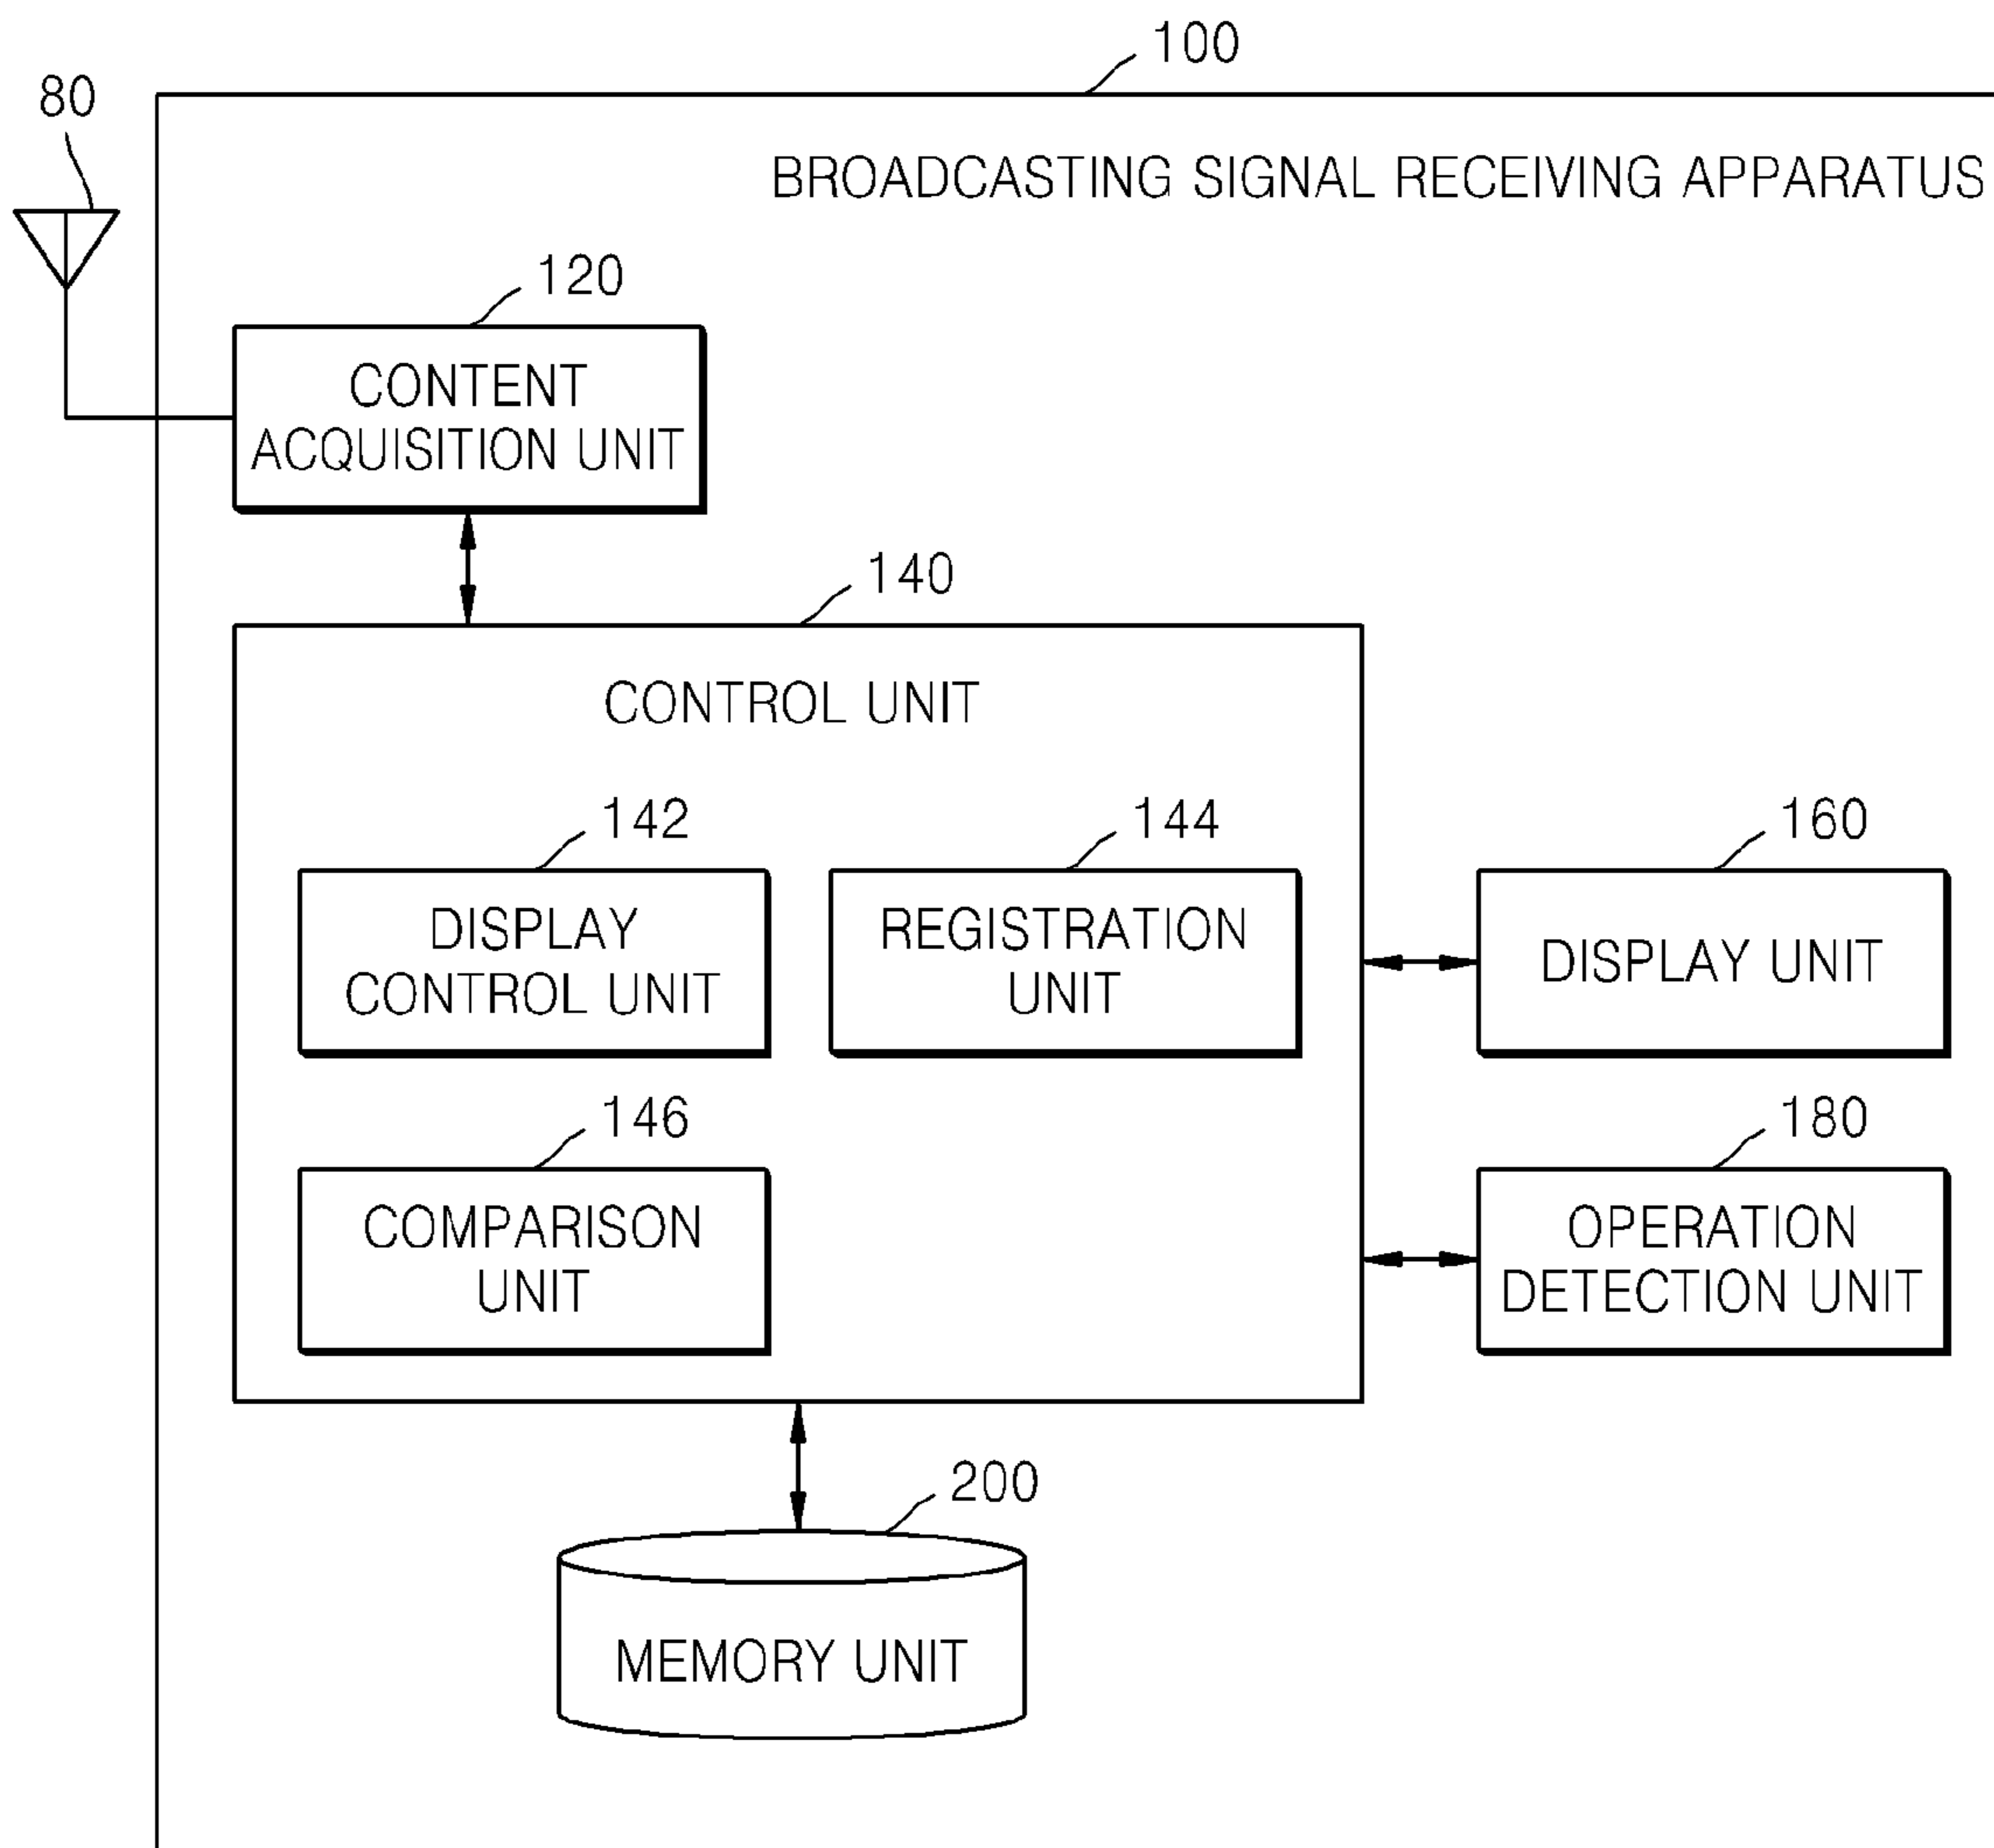 100
80
BROADCASTING SIGNAL RECEIVING APPARATUS
120
CONTENT
ACQUISITION UNIT
140
CONTROL UNIT
142
DISPLAY
CONTROL UNIT
144
REGISTRATION
UNIT
160
DISPLAY UNIT
146
COMPARISON
UNIT
180
OPERATION
DETECTION UNIT
200
MEMORY UNIT